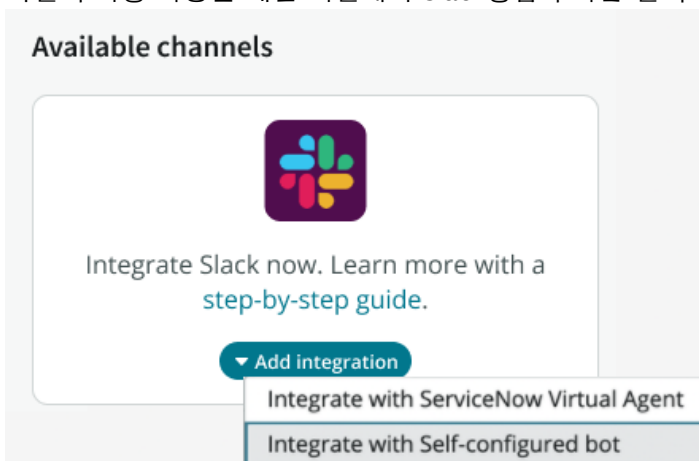 Available channels
Integrate Slack now. Learn more with a
step-by-step guide.
Add integration
Integrate with ServiceNow Virtual Agent
Integrate with Self-configured bot